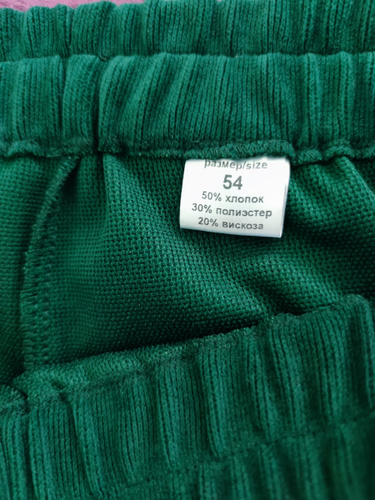 размер/size
54
50% хлопок
30% полиэстер
20% вискоза